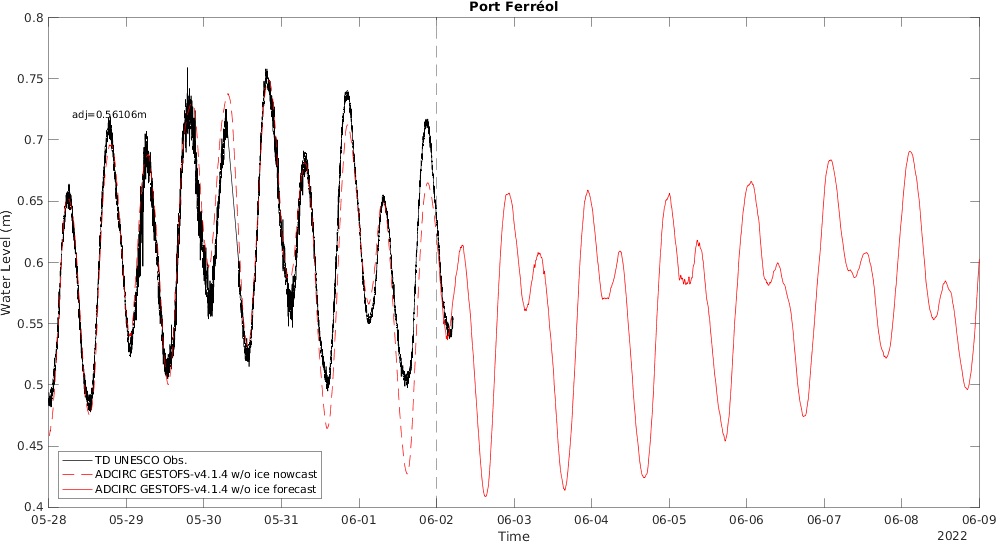 Port Ferréol
0.8
0.75
0.7
0.65
0.6
0.55
0.5
0.45
0.4
Water Level (m)
adj=0.56106m
TD UNESCO Obs.
ADCIRC GESTOFS-v4.1.4 w/o ice nowcast
ADCIRC GESTOFS-v4.1.4 w/o ice forecast
05-28 05-29 05-30 05-31 06-01 06-02 06-03 06-04 06-05 06-06 06-07 06-08 06-09
Time
2022